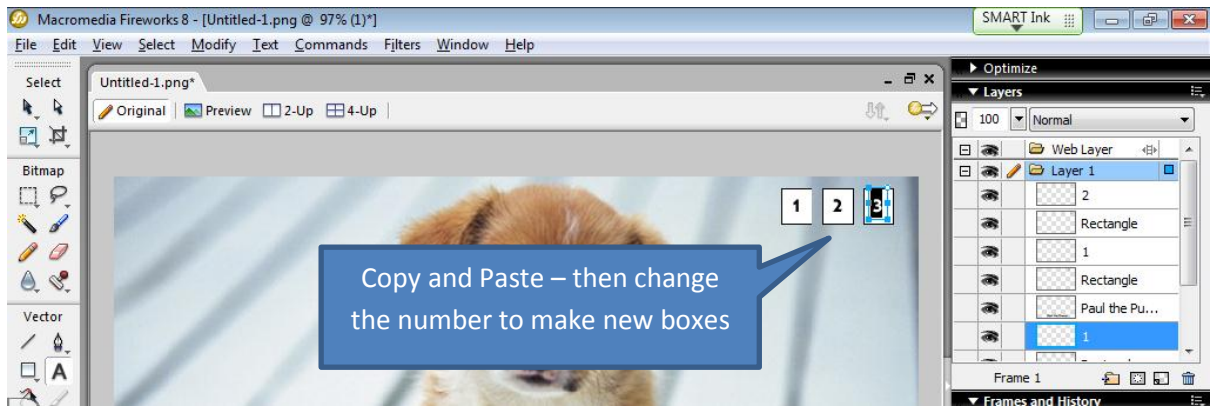 Macromedia Fireworks 8 - [Untitled-1.png @ 97% (1)*]
SMART Ink
File Edit View Select Modify Text Commands Filters Window Help
Select
Untitled-1.png*
Original Preview 2-Up 4-Up
Optimize
Layers
100 Normal
Web Layer
Bitmap
Layer 1
1 2 3
2
Rectangle
1
Rectangle
Copy and Paste – then change
the number to make new boxes
Vector
Paul the Pu...
1
A
Frame 1
Frames and History